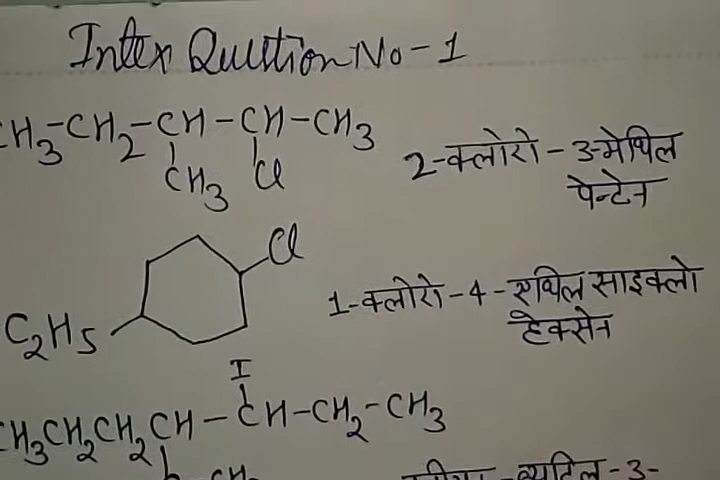 Intex Question No-1
CH3-CH2-CH-CH-CH3
CH3 Cl
2-क्लोरो-3-मेथिल
पेन्टेन
Cl
C2H5
1-क्लोरो-4-एथिल साइक्लो
हेक्सेन
I
CH3CH2CH2CH-CH-CH2-CH3
-3-